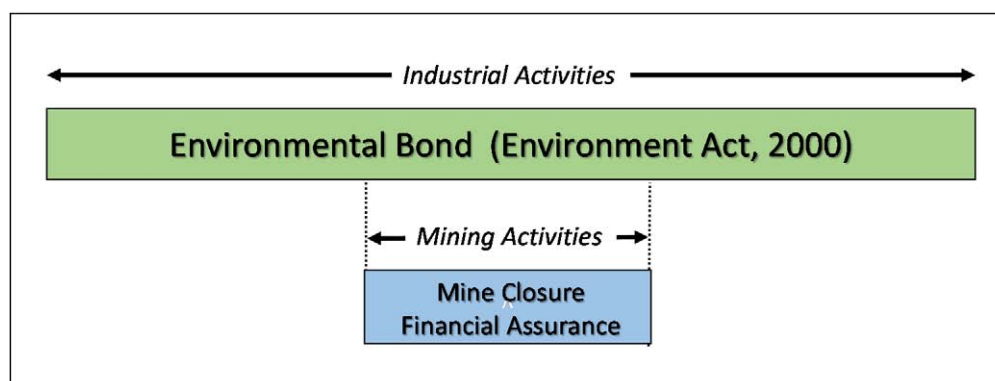 Industrial Activities
Environmental Bond (Environment Act, 2000)
Mining Activities
Mine Closure
Financial Assurance